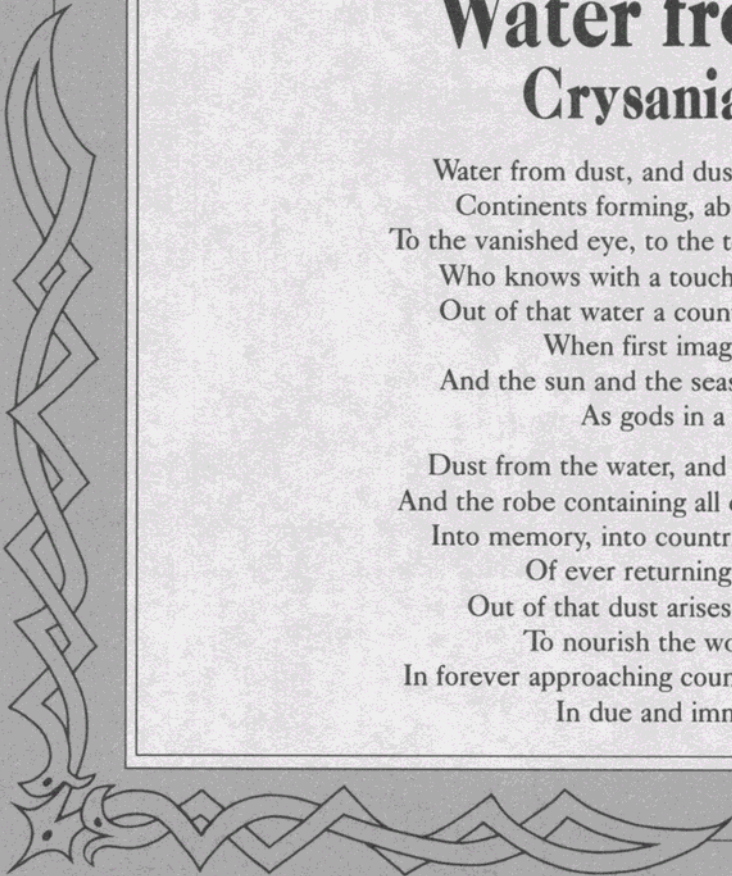 Water fro
Crysania
Water from dust, and dus
Continents forming, ab
To the vanished eye, to the t
Who knows with a touch
Out of that water a coun
When first imag
And the sun and the seas
As gods in a
Dust from the water, and
And the robe containing all
Into memory, into countr
Of ever returning
Out of that dust arises
To nourish the wo
In forever approaching coun
In due and imm